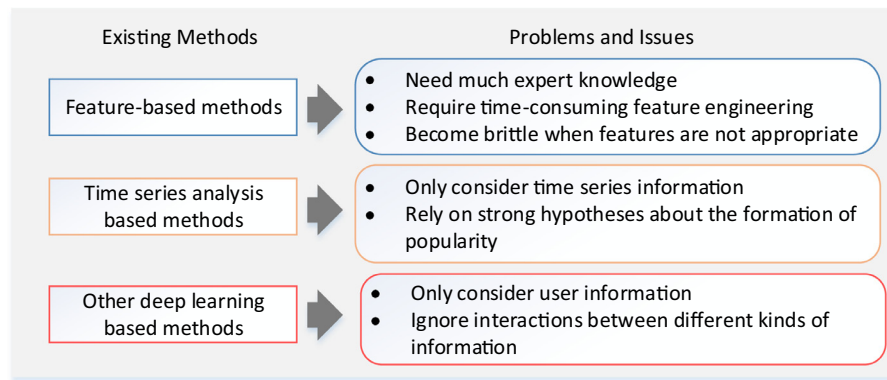 Existing Methods
Problems and Issues
Feature-based methods
• Need much expert knowledge
• Require time-consuming feature engineering
• Become brittle when features are not appropriate
Time series analysis
based methods
• Only consider time series information
• Rely on strong hypotheses about the formation of
popularity
Other deep learning
based methods
• Only consider user information
• Ignore interactions between different kinds of
information